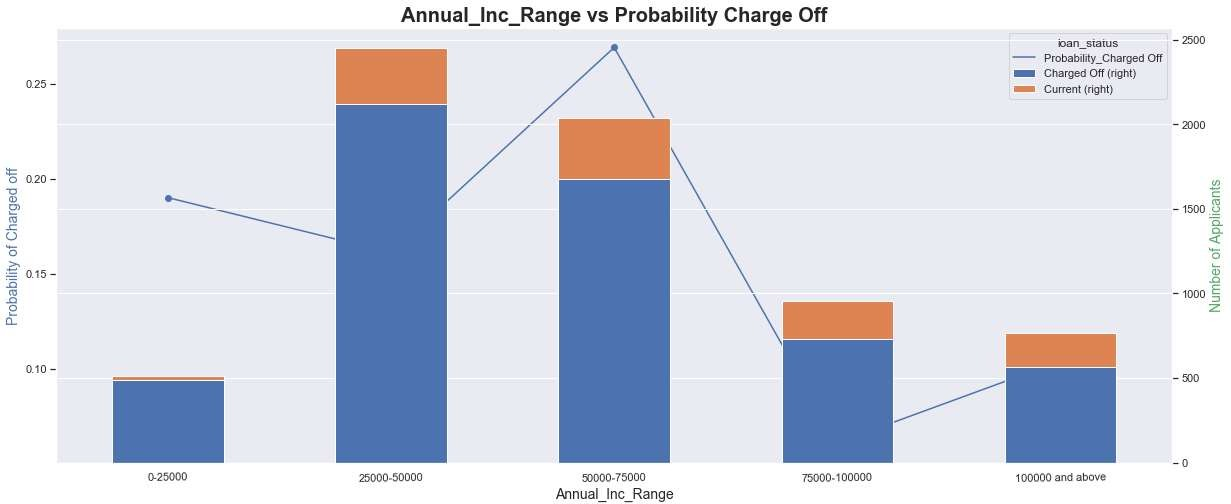 Annual_Inc_Range vs Probability Charge Off
loan_status
Probability_Charged Off
Charged Off (right)
Current (right)
Probability of Charged off
0.25
0.20
0.15
0.10
2500
2000
1500
1000
500
0
Number of Applicants
0-25000
25000-50000
50000-75000
75000-100000
100000 and above
Annual_Inc_Range